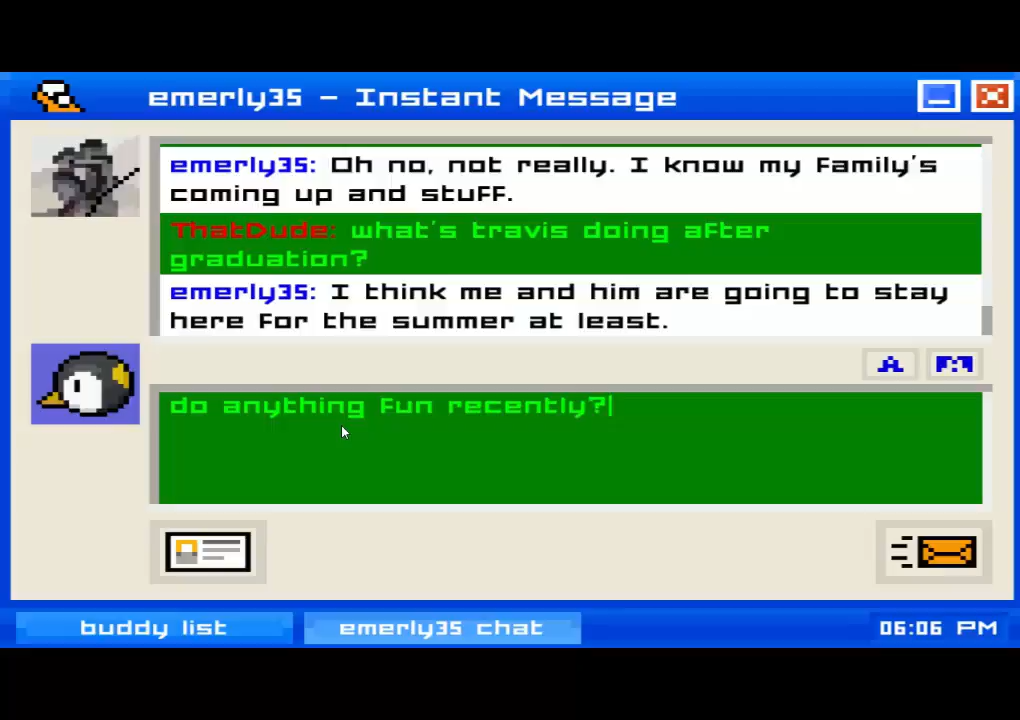 emerly35 - Instant Message
emerly35: Oh no, not really. I know my family's
coming up and stuff.
ThatDude: what's travis doing after
graduation?
emerly35: I think me and him are going to stay
here for the summer at least.
A
do anything fun recently?
buddy list
emerly35 chat
06:06 PM